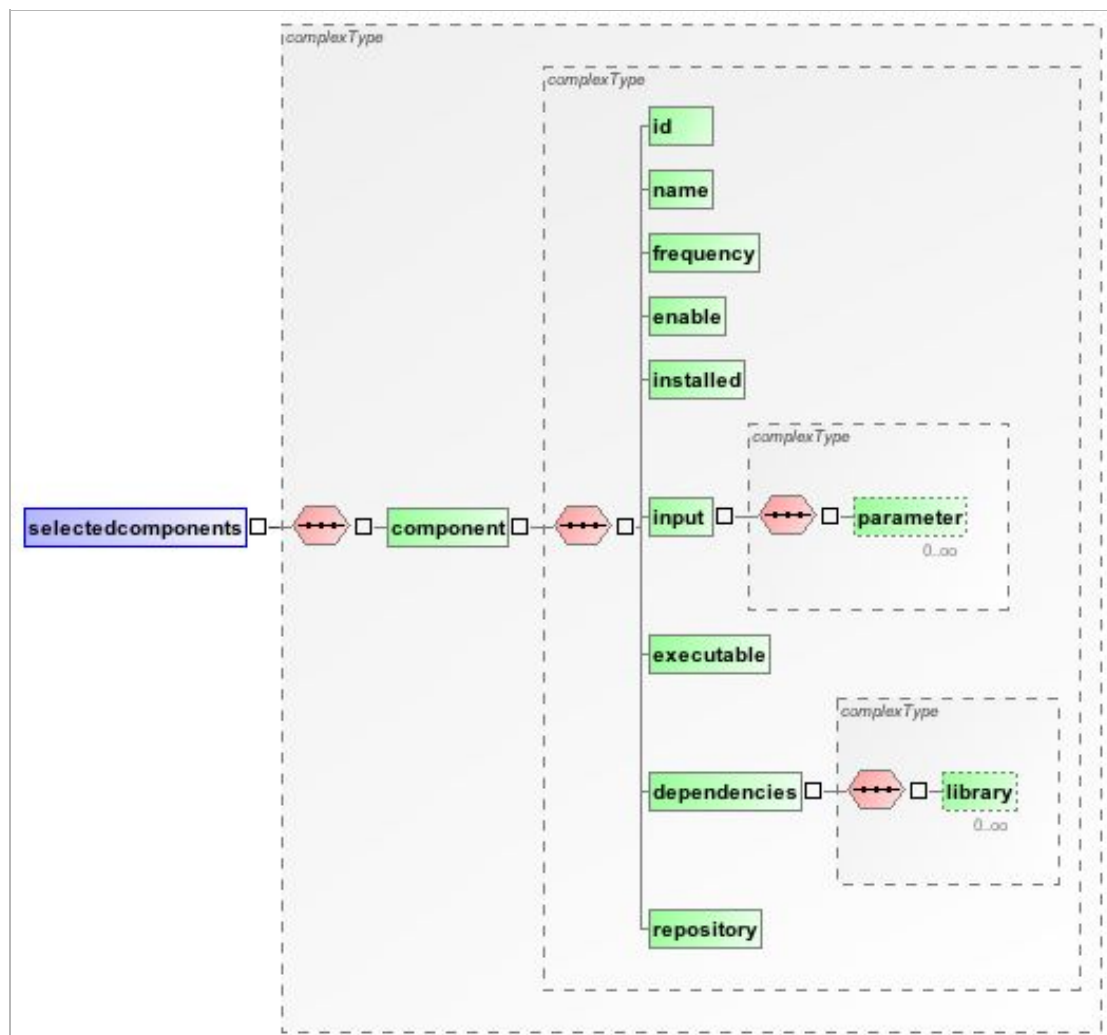 complexType
complexType
id
name
frequency
enable
installed
complexType
selectedcomponents
component
input
parameter
0..∞
executable
complexType
dependencies
library
0..∞
repository